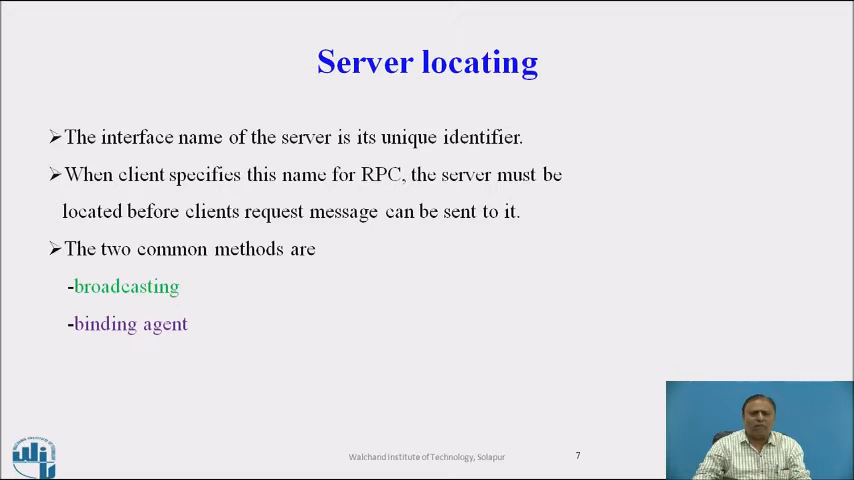 Server locating
➢The interface name of the server is its unique identifier.
➢When client specifies this name for RPC, the server must be
located before clients request message can be sent to it.
➢The two common methods are
-broadcasting
-binding agent
Walchand Institute of Technology, Solapur
7